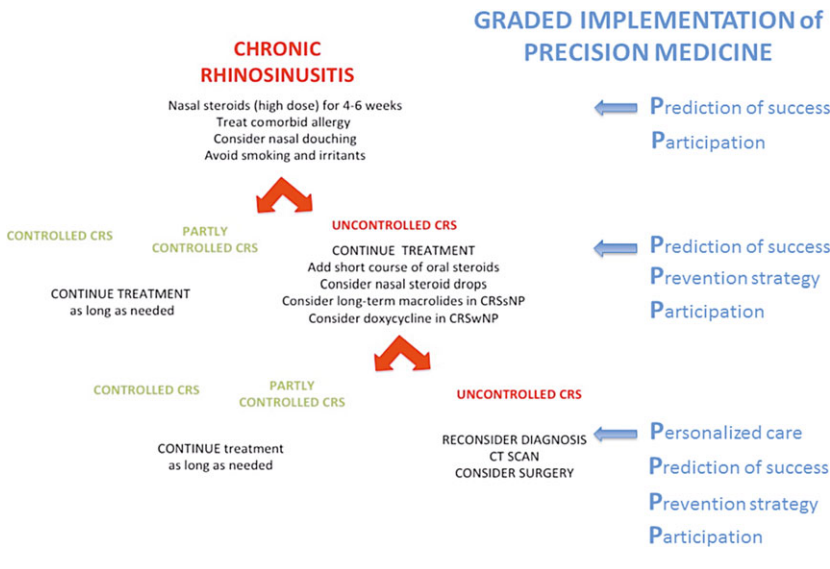 GRADED IMPLEMENTATION of
PRECISION MEDICINE
CHRONIC
RHINOSINUSITIS
Nasal steroids (high dose) for 4-6 weeks
Treat comorbid allergy
Consider nasal douching
Avoid smoking and irritants
Prediction of success
Participation
CONTROLLED CRS
PARTLY
CONTROLLED CRS
CONTINUE TREATMENT
as long as needed
UNCONTROLLED CRS
CONTINUE TREATMENT
Add short course of oral steroids
Consider nasal steroid drops
Consider long-term macrolides in CRSsNP
Consider doxycycline in CRSwNP
Prediction of success
Prevention strategy
Participation
CONTROLLED CRS
PARTLY
CONTROLLED CRS
CONTINUE treatment
as long as needed
UNCONTROLLED CRS
RECONSIDER DIAGNOSIS
CT SCAN
CONSIDER SURGERY
Personalized care
Prediction of success
Prevention strategy
Participation